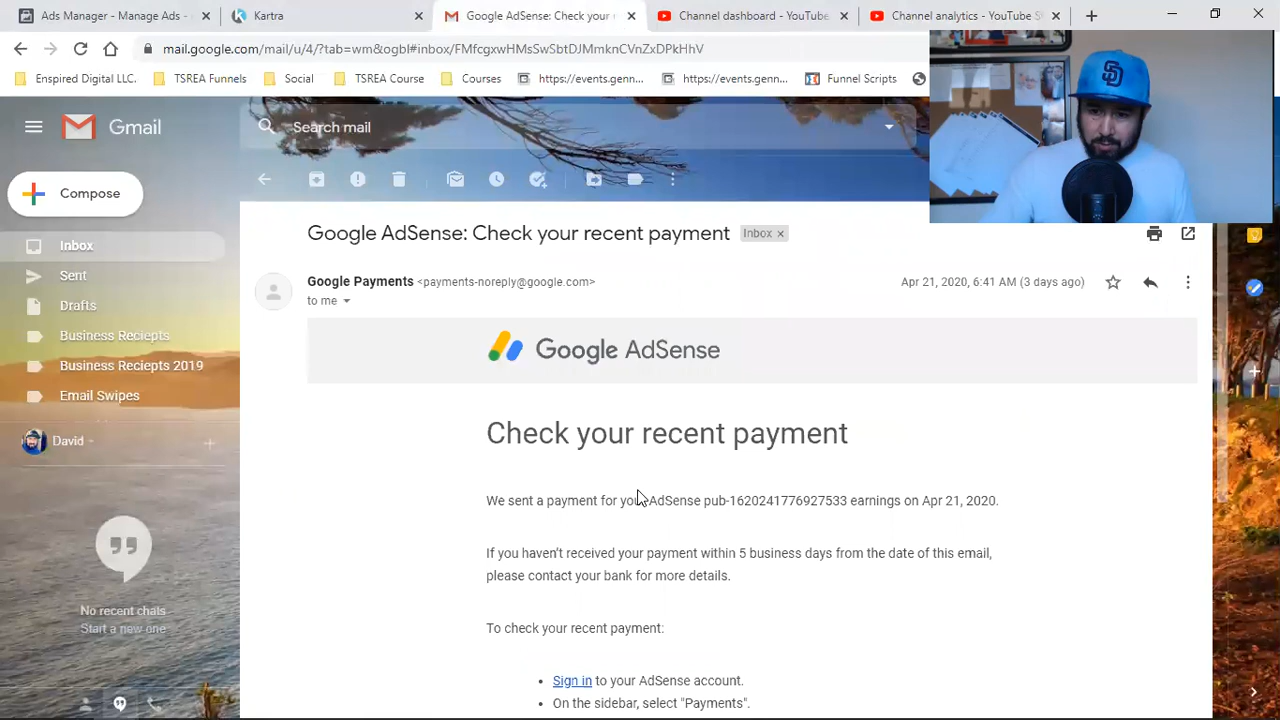 Ads Manager - Manage Ads -
Kartra
Google AdSense: Check your
Channel dashboard - YouTube
Channel analytics - YouTube S
mail.google.com/mail/u/4/?tab=wm&ogbl#inbox/FMfcgxwHMsSwSbtDJMmknCVnZxDPkHhV
Enspired Digital LLC.
TSREA Funnels
Social
TSREA Course
Courses
https://events.genn...
https://events.genn...
Funnel Scripts
SD
Gmail
Search mail
Compose
Google AdSense: Check your recent payment
Inbox ×
Inbox
Sent
Drafts
Business Reciepts
Business Reciepts 2019
Email Swipes
David
No recent chats
Start a new one
Google Payments <payments-noreply@google.com>
Apr 21, 2020, 6:41 AM (3 days ago)
to me
Google AdSense
Check your recent payment
We sent a payment for your AdSense pub-1620241776927533 earnings on Apr 21, 2020.
If you haven't received your payment within 5 business days from the date of this email,
please contact your bank for more details.
To check your recent payment:
• Sign in to your AdSense account.
• On the sidebar, select "Payments".